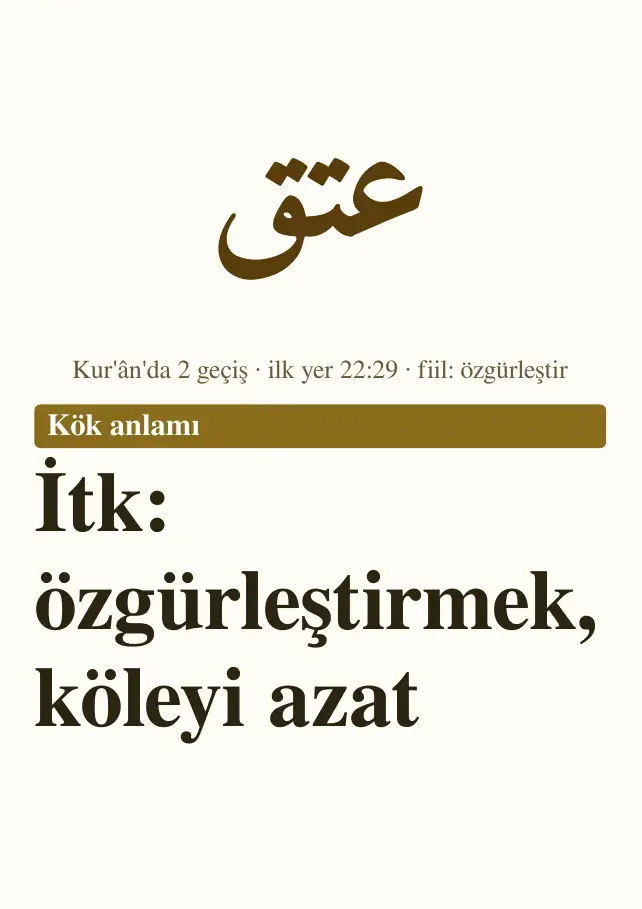 عتق
Kur'ân'da 2 geçiş · ilk yer 22:29 · fiil: özgürleştir
Kök anlamı
İtk:
özgürleştirmek,
köleyi azat